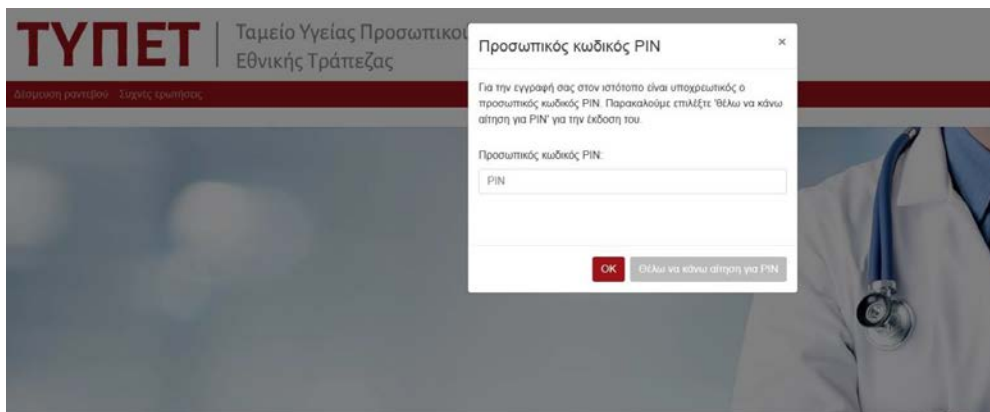 ΤΥΠΕΤ
Ταμείο Υγείας Προσωπικού
Εθνικής Τράπεζας
Δέσμευση ραντεβού Συχνές ερωτήσεις
Προσωπικός κωδικός PIN
×
Για την εγγραφή σας στον ιστότοπο είναι υποχρεωτικός ο
προσωπικός κωδικός PIN. Παρακαλούμε επιλέξτε 'θέλω να κάνω
αίτηση για PIN' για την έκδοση του.
Προσωπικός κωδικός PIN:
PIN
OK Θέλω να κάνω αίτηση για PIN